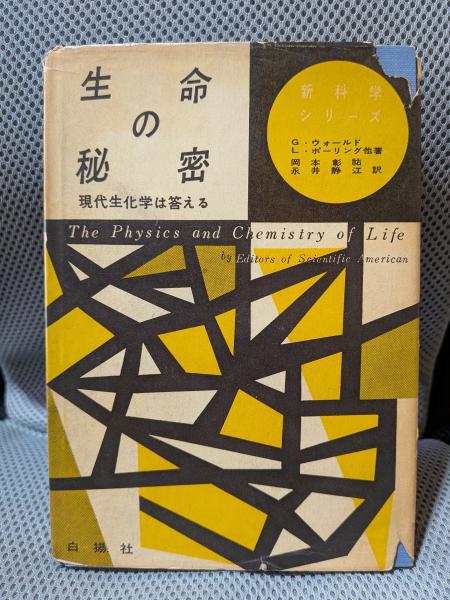 生命
の
秘密
現代生化学は答える
新科学
シリーズ
G・ウォールド
L・ポーリング他著
岡本彰祐
永井静江訳
The Physics and Chemistry of Life
by Editors of Scientific American
白揚社